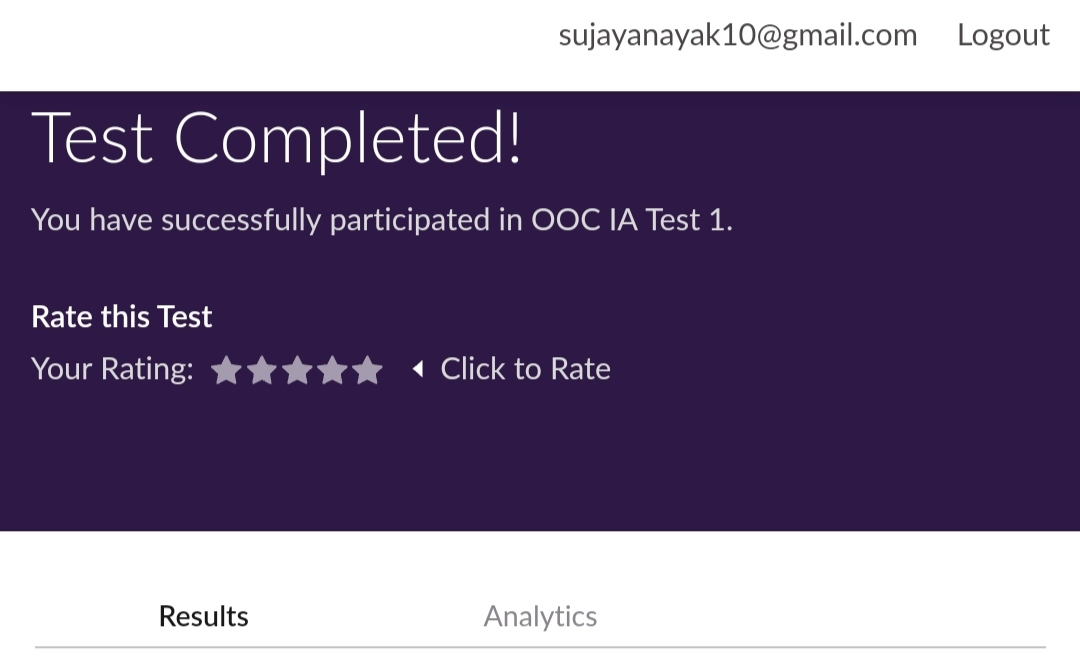 sujayanayak10@gmail.com Logout
Test Completed!
You have successfully participated in OOC IA Test 1.
Rate this Test
Your Rating: Click to Rate
Results Analytics